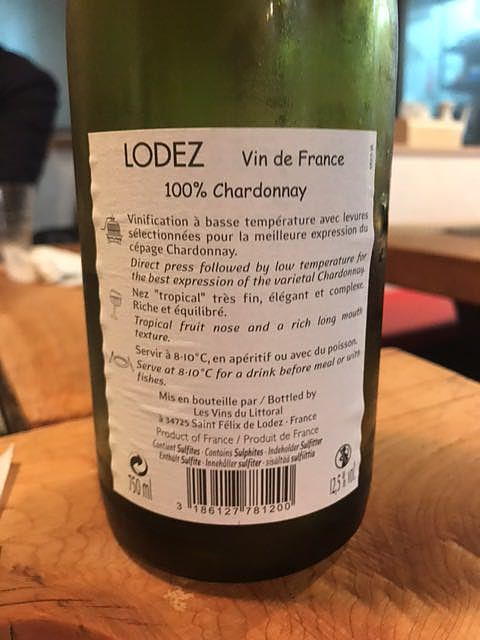 LODEZ Vin de France
100% Chardonnay
Vinification à basse température avec levures
sélectionnées pour la meilleure expression du
cépage Chardonnay.
Direct press followed by low temperature for
the best expression of the varietal Chardonnay.
Nez "tropical" très fin, élégant et complexe.
Riche et équilibré.
Tropical fruit nose and a rich long mouth
texture.
Servir à 8-10°C, en apéritif ou avec du poisson.
Serve at 8-10°C for a drink before meal or with
fishes.
Mis en bouteille par / Bottled by
Les Vins du Littoral
à 34725 Saint Félix de Lodez - France
Product of France / Produit de France
Contient Sulfites - Contains Sulphites - Indeholder Sulfitter
Enthält Sulfite - Innehåller sulfiter - sisältää sulfiittia
750 ml
12,5% vol.
3 186127 781200